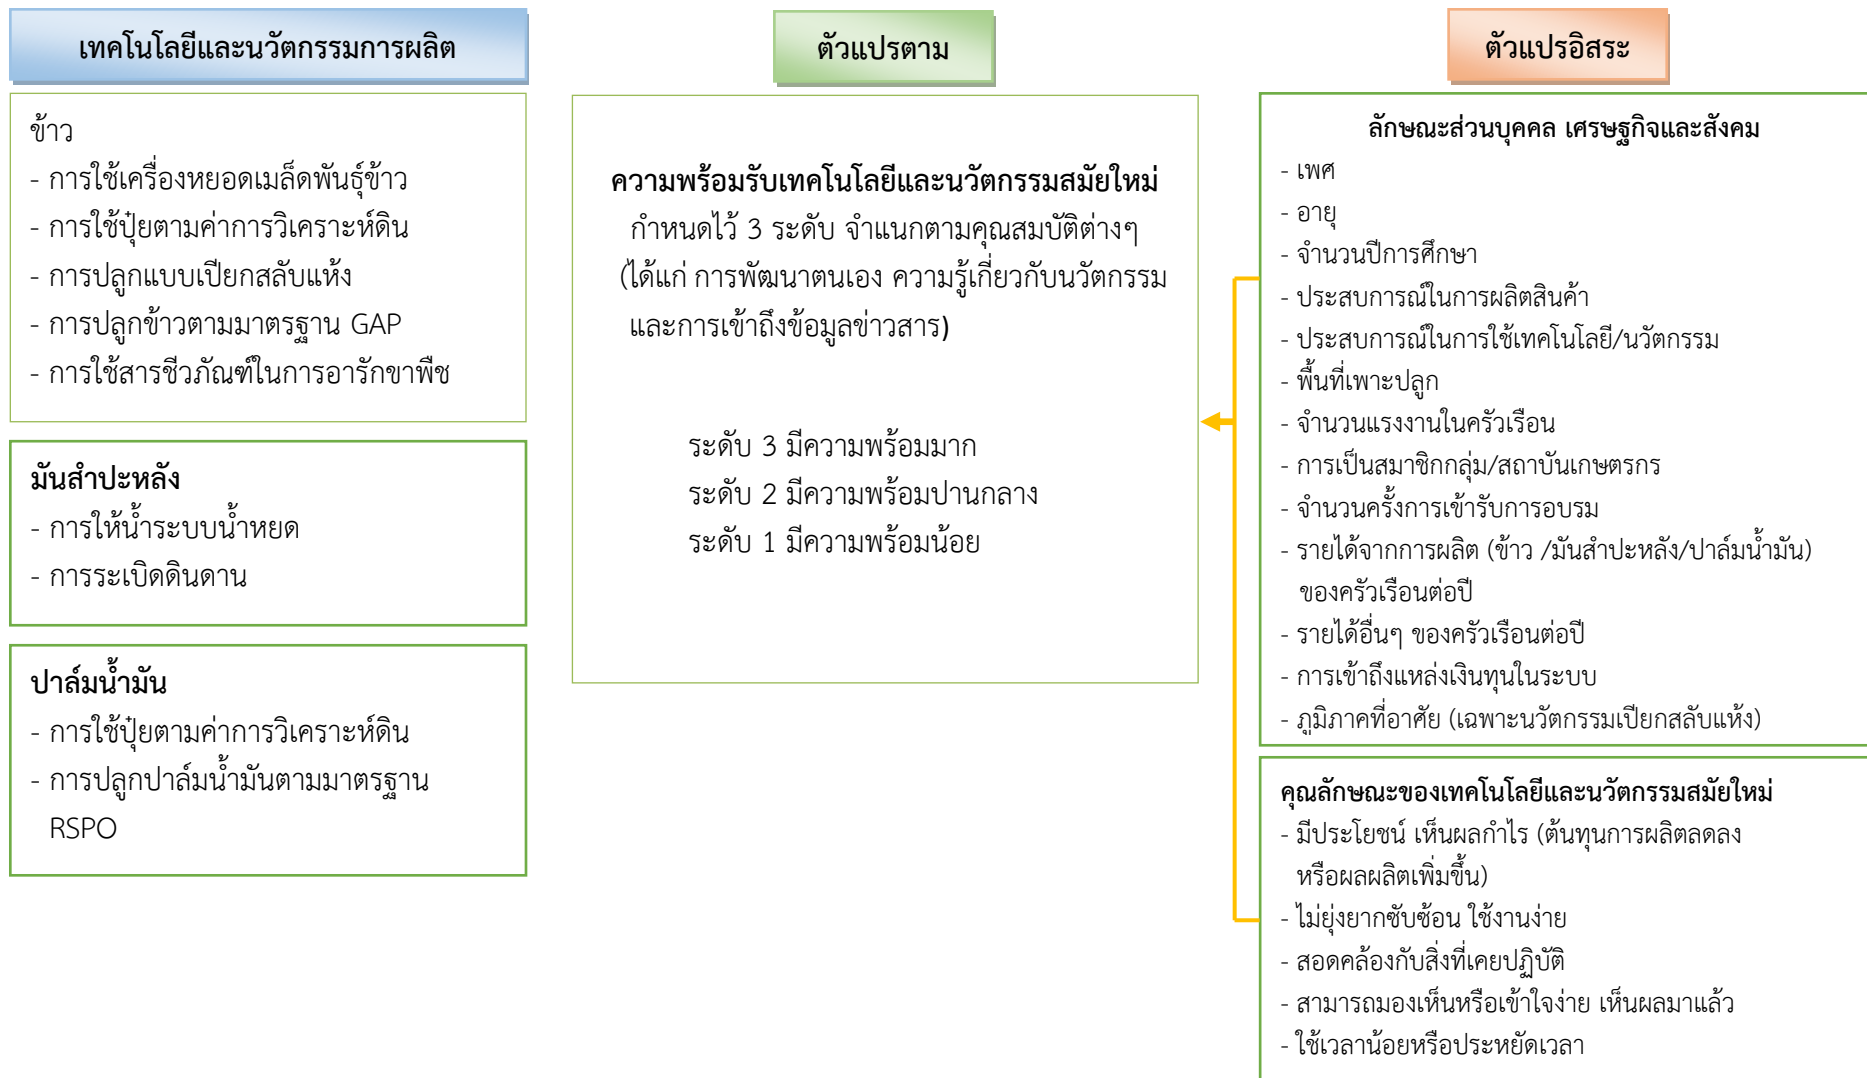 เทคโนโลยีและนวัตกรรมการผลิต
ข้าว
- การใช้เครื่องหยอดเมล็ดพันธุ์ข้าว
- การใช้ปุ๋ยตามค่าการวิเคราะห์ดิน
- การปลูกแบบเปียกสลับแห้ง
- การปลูกข้าวตามมาตรฐาน GAP
- การใช้สารชีวภัณฑ์ในการอารักขาพืช
มันสำปะหลัง
- การให้น้ำระบบน้ำหยด
- การระเบิดดินดาน
ปาล์มน้ำมัน
- การใช้ปุ๋ยตามค่าการวิเคราะห์ดิน
- การปลูกปาล์มน้ำมันตามมาตรฐาน
RSPO
ตัวแปรตาม
ความพร้อมรับเทคโนโลยีและนวัตกรรมสมัยใหม่
กำหนดไว้ 3 ระดับ จำแนกตามคุณสมบัติต่างๆ
(ได้แก่ การพัฒนาตนเอง ความรู้เกี่ยวกับนวัตกรรม
และการเข้าถึงข้อมูลข่าวสาร)
ระดับ 3 มีความพร้อมมาก
ระดับ 2 มีความพร้อมปานกลาง
ระดับ 1 มีความพร้อมน้อย
ตัวแปรอิสระ
ลักษณะส่วนบุคคล เศรษฐกิจและสังคม
- เพศ
- อายุ
- จำนวนปีการศึกษา
- ประสบการณ์ในการผลิตสินค้า
- ประสบการณ์ในการใช้เทคโนโลยี/นวัตกรรม
- พื้นที่เพาะปลูก
- จำนวนแรงงานในครัวเรือน
- การเป็นสมาชิกกลุ่ม/สถาบันเกษตรกร
- จำนวนครั้งการเข้ารับการอบรม
- รายได้จากการผลิต (ข้าว /มันสำปะหลัง/ปาล์มน้ำมัน)
ของครัวเรือนต่อปี
- รายได้อื่นๆ ของครัวเรือนต่อปี
- การเข้าถึงแหล่งเงินทุนในระบบ
- ภูมิภาคที่อาศัย (เฉพาะนวัตกรรมเปียกสลับแห้ง)
คุณลักษณะของเทคโนโลยีและนวัตกรรมสมัยใหม่
- มีประโยชน์ เห็นผลกำไร (ต้นทุนการผลิตลดลง
หรือผลผลิตเพิ่มขึ้น)
- ไม่ยุ่งยากซับซ้อน ใช้งานง่าย
- สอดคล้องกับสิ่งที่เคยปฏิบัติ
- สามารถมองเห็นหรือเข้าใจง่าย เห็นผลมาแล้ว
- ใช้เวลาน้อยหรือประหยัดเวลา